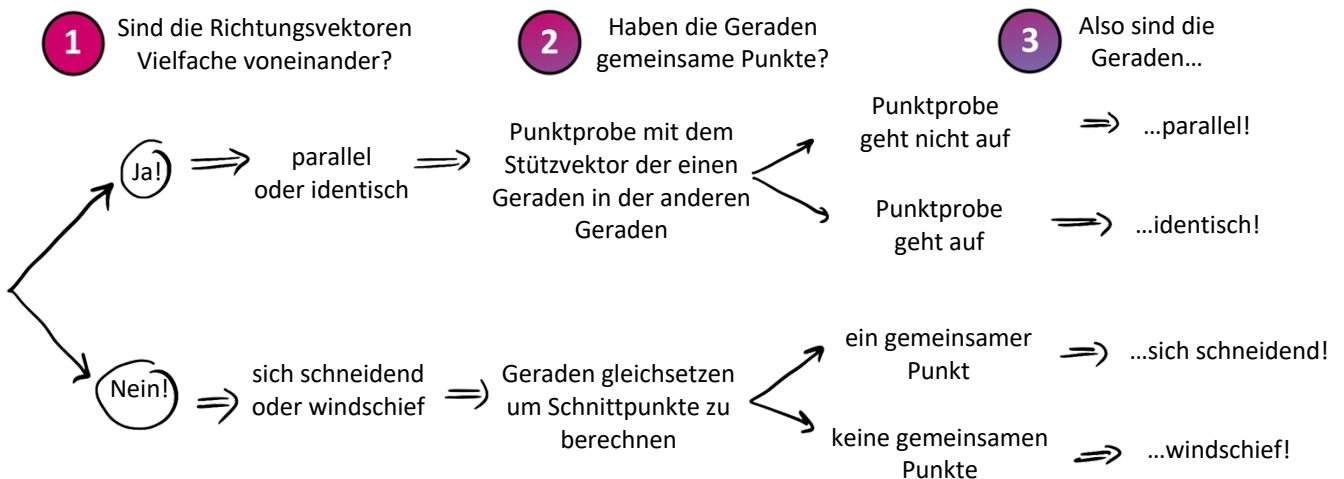 1
Sind die Richtungsvektoren
Vielfache voneinander?
2
Haben die Geraden
gemeinsame Punkte?
3
Also sind die
Geraden...
Ja!
parallel
oder identisch
Punktprobe mit dem
Stützvektor der einen
Geraden in der anderen
Geraden
Punktprobe
geht nicht auf
...parallel!
Punktprobe
geht auf
...identisch!
Nein!
sich schneidend
oder windschief
Geraden gleichsetzen
um Schnittpunkte zu
berechnen
ein gemeinsamer
Punkt
...sich schneidend!
keine gemeinsamen
Punkte
...windschief!